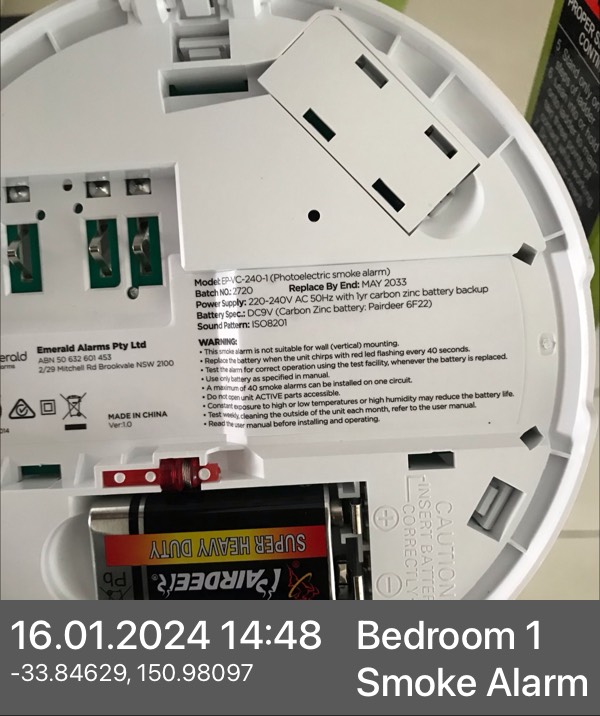 PROPER S
CONTI
Model: EP-VC-240-1 (Photoelectric smoke alarm)
Batch NO.: 2720 Replace By End: MAY 2033
Power Supply: 220-240V AC 50Hz with 1yr carbon zinc battery backup
Battery Spec.: DC9V (Carbon Zinc battery: Pairdeer 6F22)
Sound Pattern: ISO8201
WARNING:
• This smoke alarm is not suitable for wall (vertical) mounting.
• Replace the battery when the unit chirps with red led flashing every 40 seconds.
• Test the alarm for correct operation using the test facility, whenever the battery is replaced.
• Use only battery as specified in manual.
• A maximum of 40 smoke alarms can be installed on one circuit.
• Do not open unit ACTIVE parts accessible.
• Constant exposure to high or low temperatures or high humidity may reduce the battery life.
• Test weekly, cleaning the outside of the unit each month, refer to the user manual.
• Read the user manual before installing and operating.
erald
arms
Emerald Alarms Pty Ltd
ABN 50 632 601 453
2/29 Mitchell Rd Brookvale NSW 2100
014
MADE IN CHINA
Ver:1.0
CAUTION
INSERT BATTERY
CORRECTLY
SUPER HEAVY DUTY
PAIRDEER
Pb
16.01.2024 14:48
-33.84629, 150.98097
Bedroom 1
Smoke Alarm